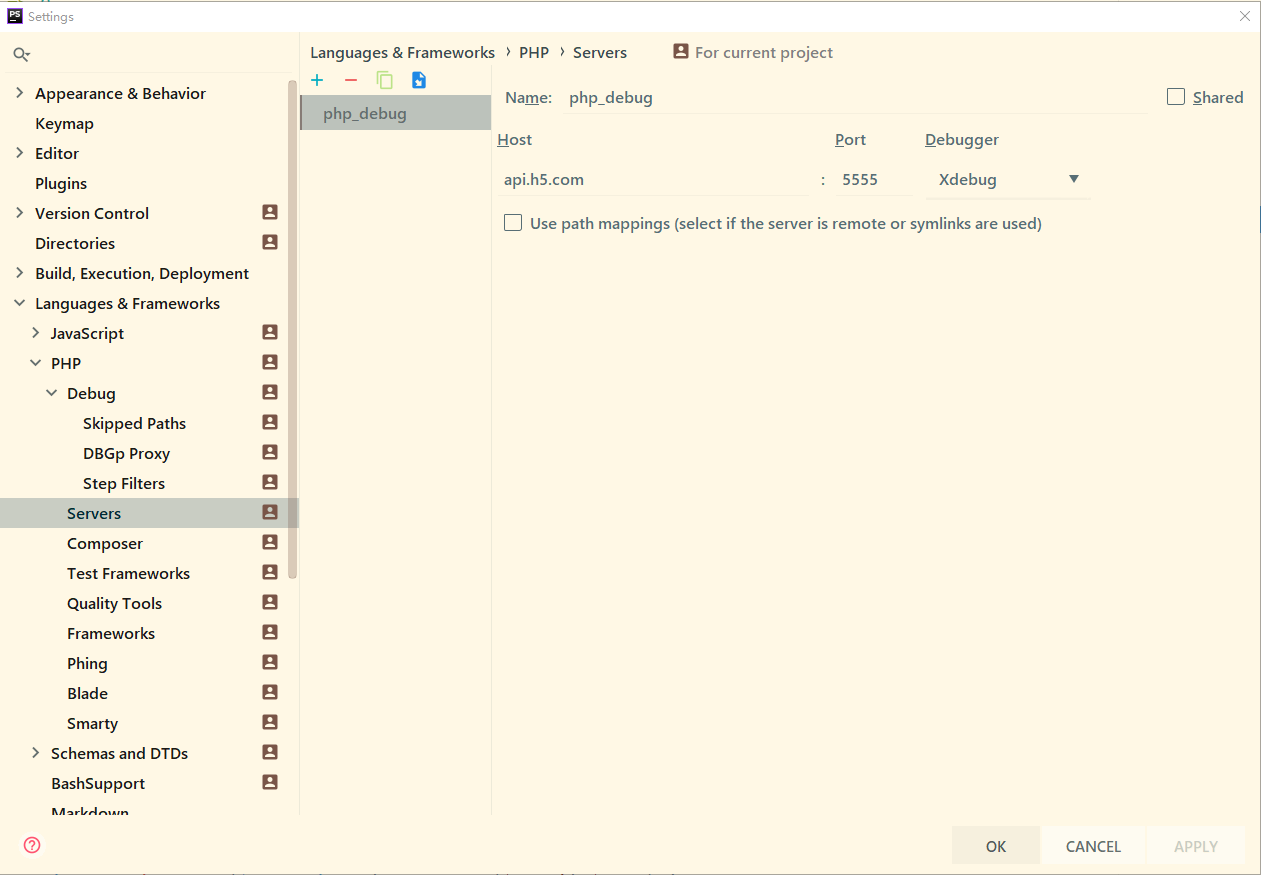 PS Settings
Languages & Frameworks › PHP › Servers For current project
Appearance & Behavior
Keymap
Editor
Plugins
Version Control
Directories
Build, Execution, Deployment
Languages & Frameworks
JavaScript
PHP
Debug
Skipped Paths
DBGp Proxy
Step Filters
Servers
Composer
Test Frameworks
Quality Tools
Frameworks
Phing
Blade
Smarty
Schemas and DTDs
BashSupport
Markdown
php_debug
Name: php_debug Shared
Host Port Debugger
api.h5.com : 5555 Xdebug
Use path mappings (select if the server is remote or symlinks are used)
? OK CANCEL APPLY